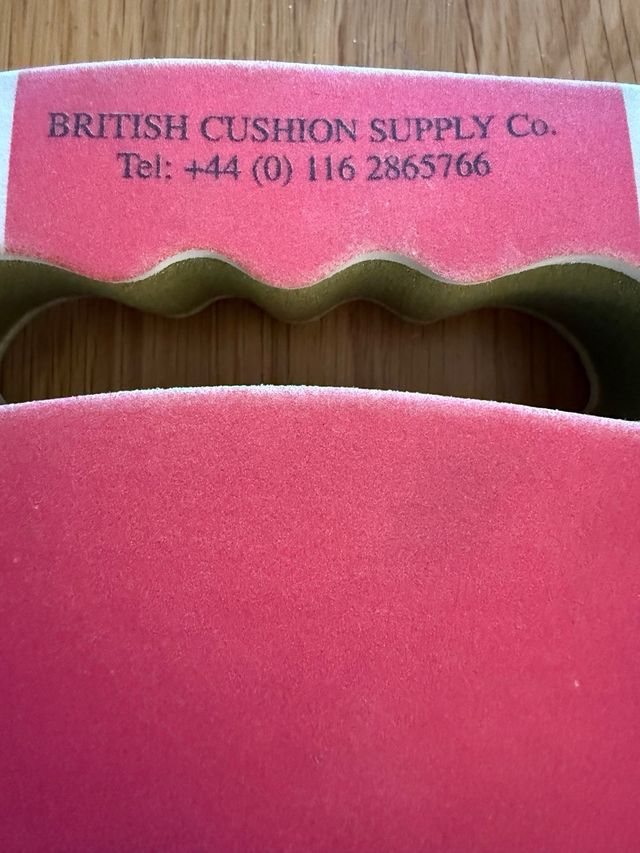 BRITISH CUSHION SUPPLY Co.
Tel: +44 (0) 116 2865766